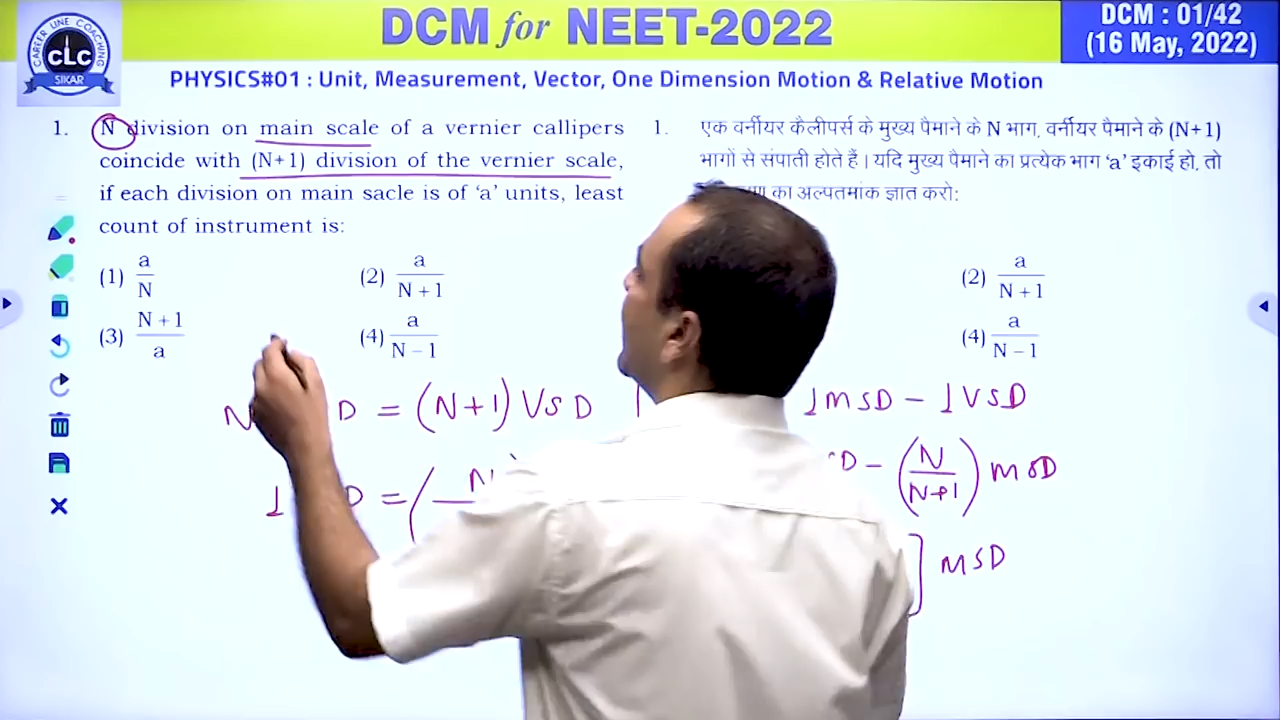 DCM for NEET-2022
DCM : 01/42
(16 May, 2022)
CAREER LINE COACHING
CLC
SIKAR
PHYSICS#01 : Unit, Measurement, Vector, One Dimension Motion & Relative Motion
1. N division on main scale of a vernier callipers
coincide with (N+1) division of the vernier scale,
if each division on main sacle is of ‘a’ units, least
count of instrument is:
(1) a/N (2) a/(N + 1)
(3) (N + 1)/a (4) a/(N – 1)
1. एक वर्नीयर कैलीपर्स के मुख्य पैमाने के N भाग, वर्नीयर पैमाने के (N+1)
भागों से संपाती होते हैं। यदि मुख्य पैमाने का प्रत्येक भाग ‘a’ इकाई हो, तो
का अल्पतमांक ज्ञात करो:
(2) a/(N + 1)
(4) a/(N – 1)
N D = (N+1) VSD
1 D = ( N
1MSD – 1VSD
SD – (N/(N+1)) MSD
] MSD